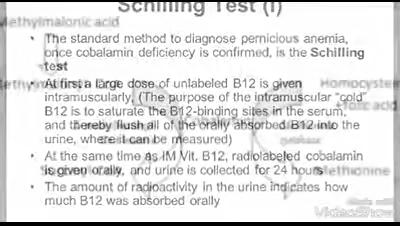 Schilling Test (I)
Methylmalonic acid
• The standard method to diagnose pernicious anemia,
once cobalamin deficiency is confirmed, is the Schilling
test
• At first a large dose of unlabeled B12 is given
intramuscularly. (The purpose of the intramuscular "cold"
B12 is to saturate the B12-binding sites in the serum,
and thereby flush all of the orally absorbed B12 into the
urine, where it can be measured)
• At the same time as IM Vit. B12, radiolabeled cobalamin
is given orally, and urine is collected for 24 hours
• The amount of radioactivity in the urine indicates how
much B12 was absorbed orally
Homocyste
Methionine
Made with
VideoShow